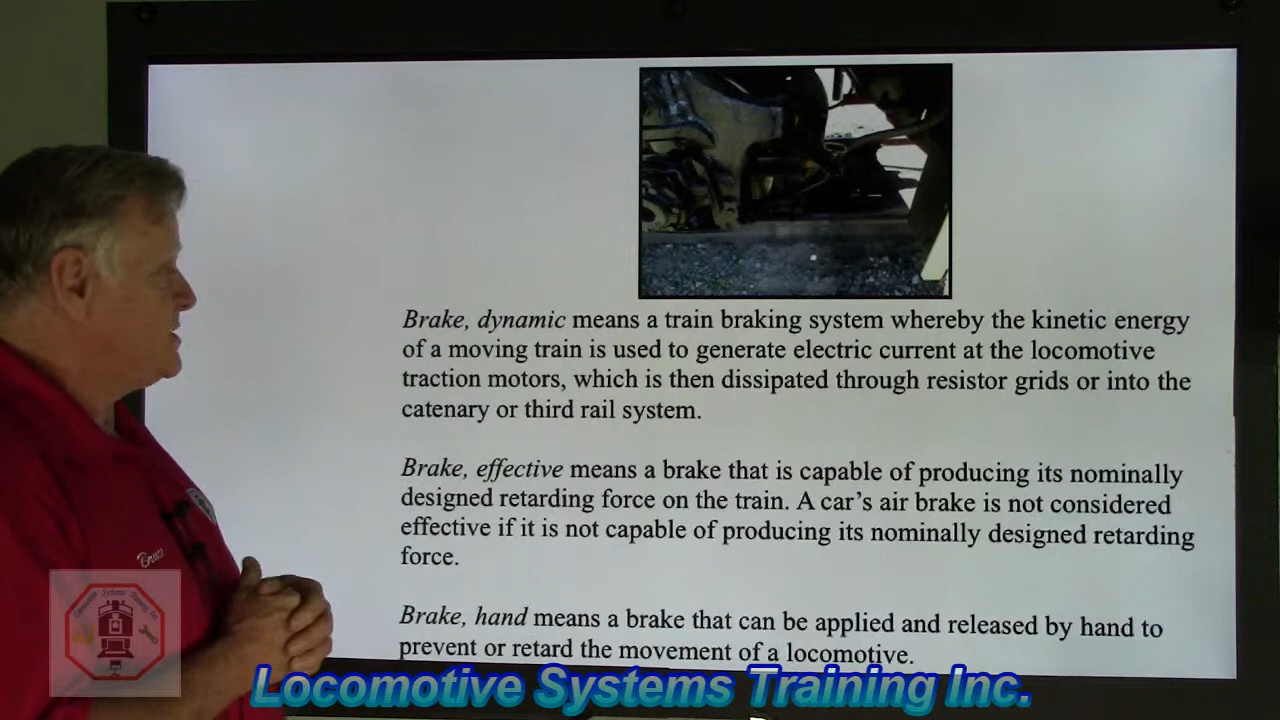 Brake, dynamic means a train braking system whereby the kinetic energy
of a moving train is used to generate electric current at the locomotive
traction motors, which is then dissipated through resistor grids or into the
catenary or third rail system.
Brake, effective means a brake that is capable of producing its nominally
designed retarding force on the train. A car’s air brake is not considered
effective if it is not capable of producing its nominally designed retarding
force.
Brake, hand means a brake that can be applied and released by hand to
prevent or retard the movement of a locomotive.
Bruce
Locomotive Systems Training Inc.
Locomotive Systems Training Inc.